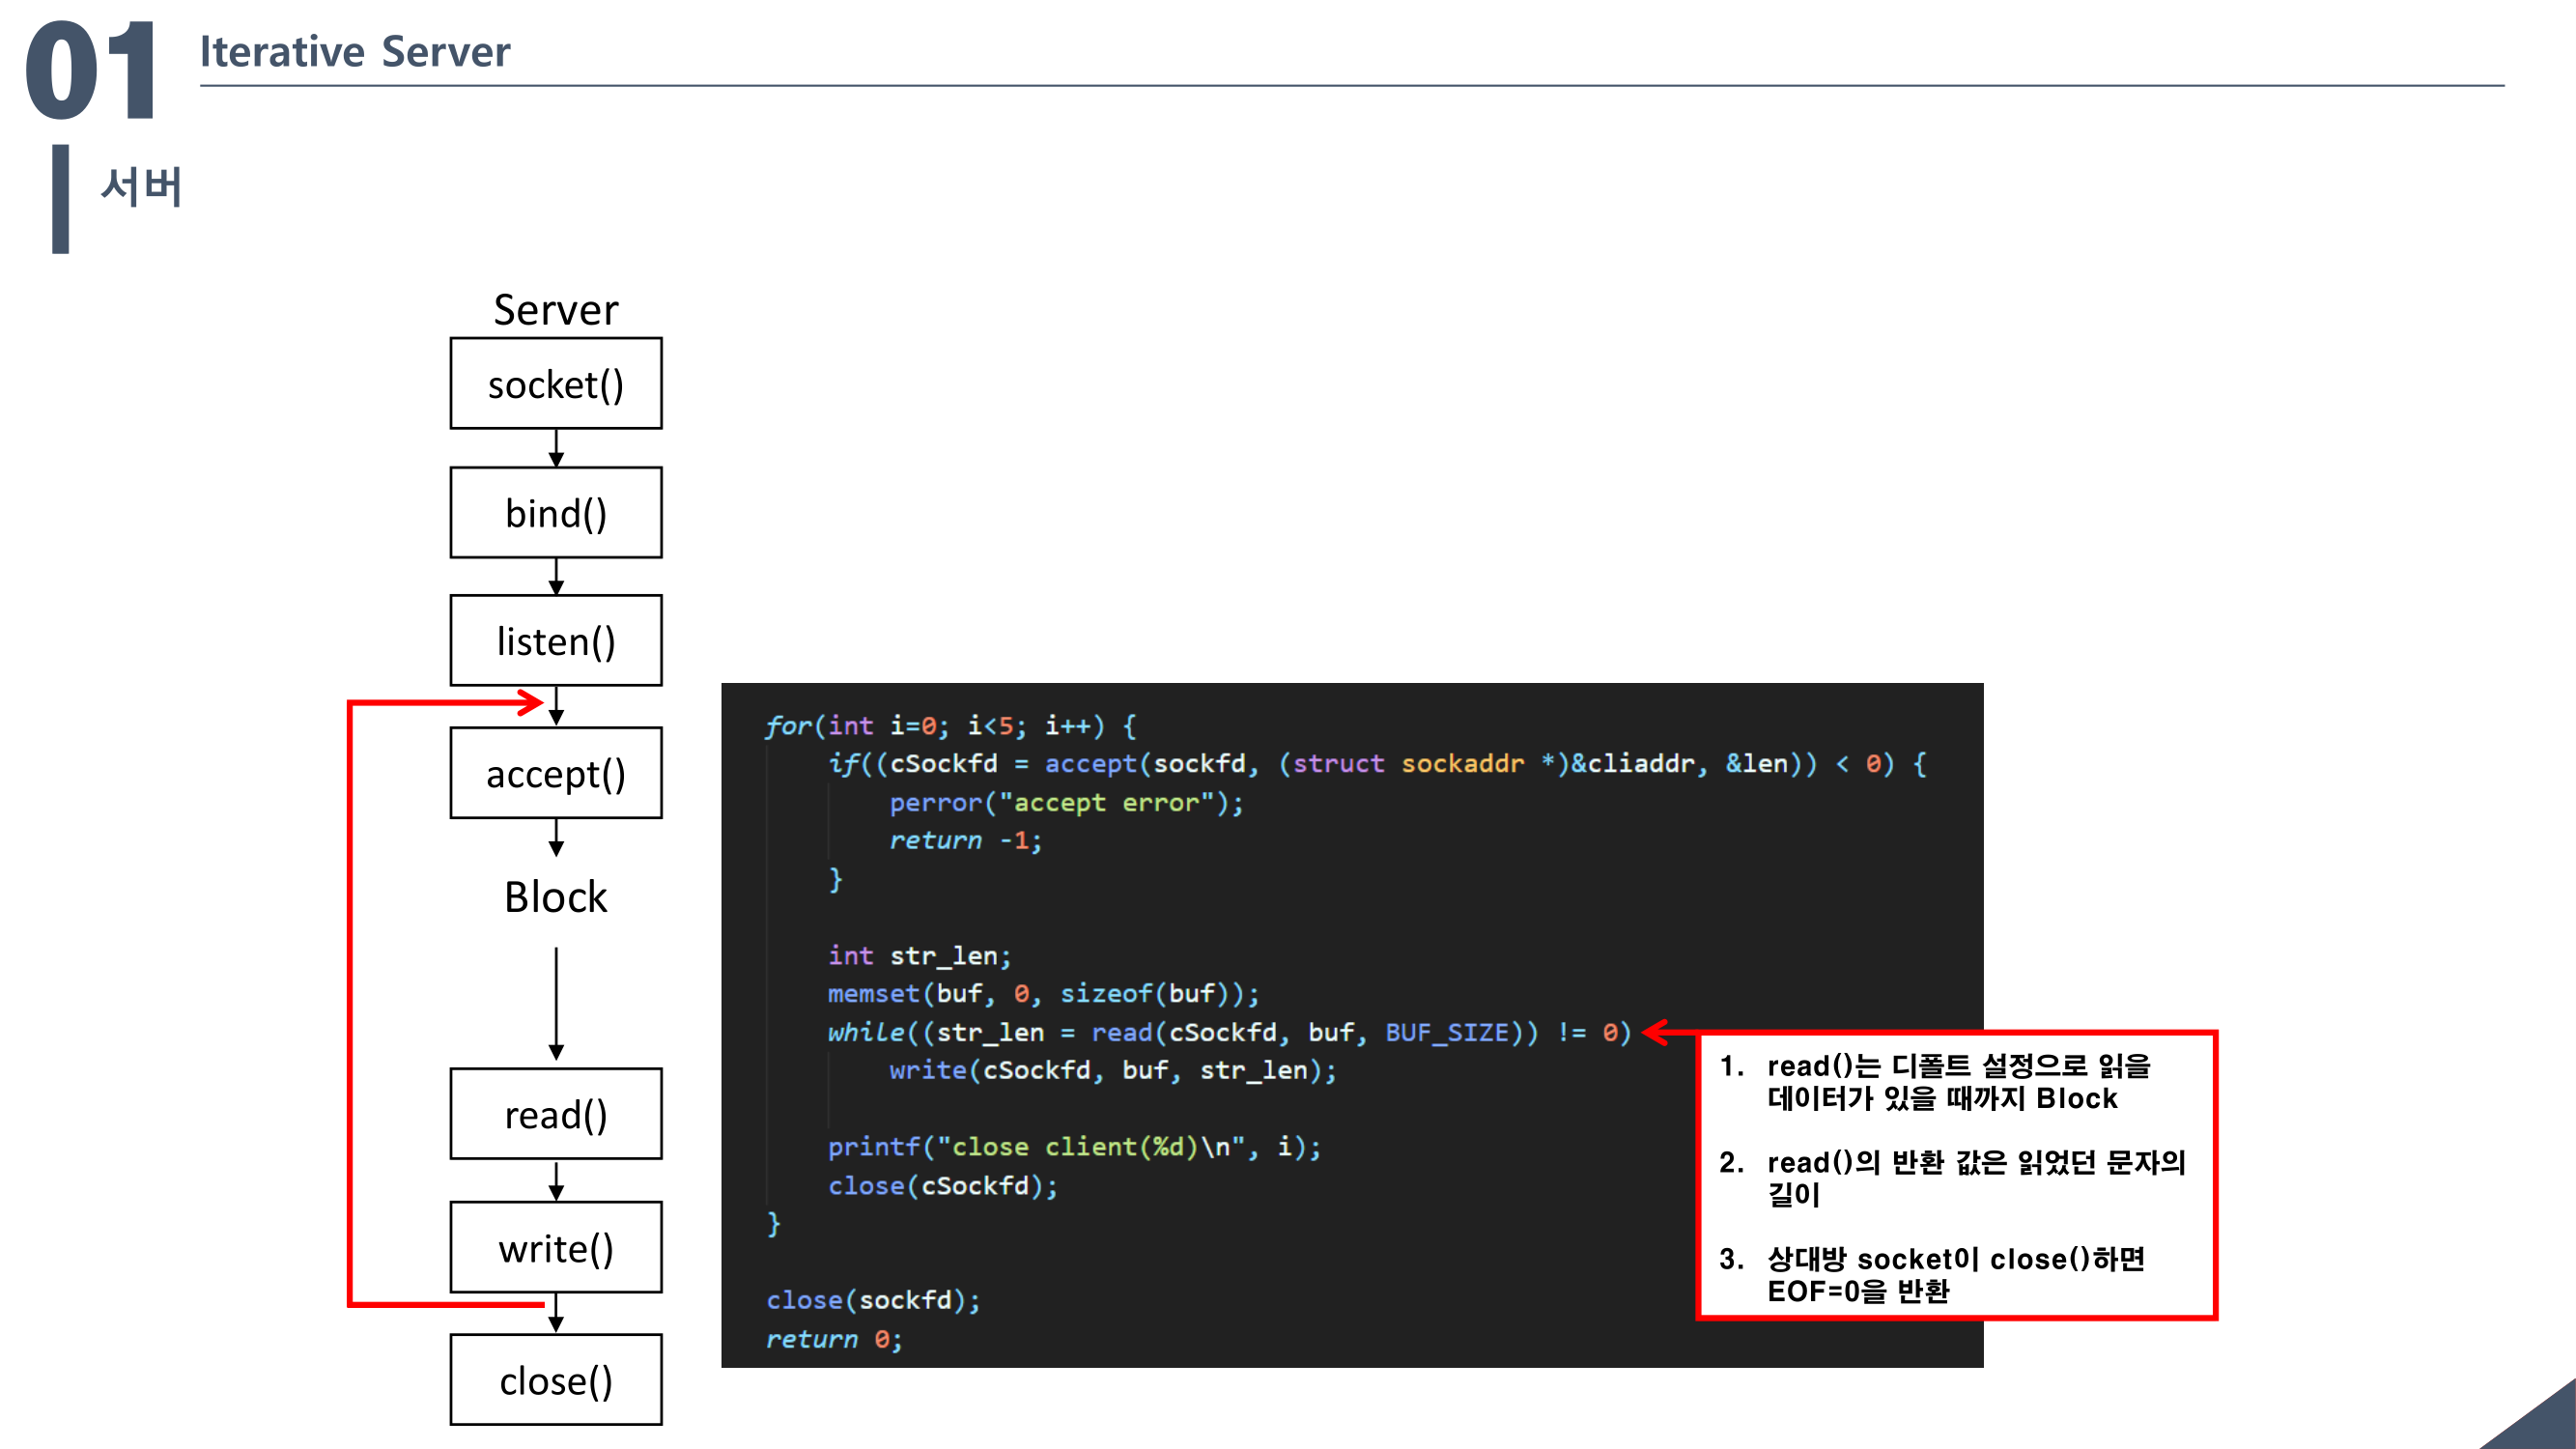 01
Iterative Server
서버
Server
socket()
bind()
listen()
accept()
Block
read()
write()
close()
for(int i=0; i<5; i++) {
if((cSockfd = accept(sockfd, (struct sockaddr *)&cliaddr, &len)) < 0) {
perror("accept error");
return -1;
}
int str_len;
memset(buf, 0, sizeof(buf));
while((str_len = read(cSockfd, buf, BUF_SIZE)) != 0)
write(cSockfd, buf, str_len);
printf("close client(%d)\n", i);
close(cSockfd);
}
close(sockfd);
return 0;
1. read()는 디폴트 설정으로 읽을
데이터가 있을 때까지 Block
2. read()의 반환 값은 읽었던 문자의
길이
3. 상대방 socket이 close()하면
EOF=0을 반환